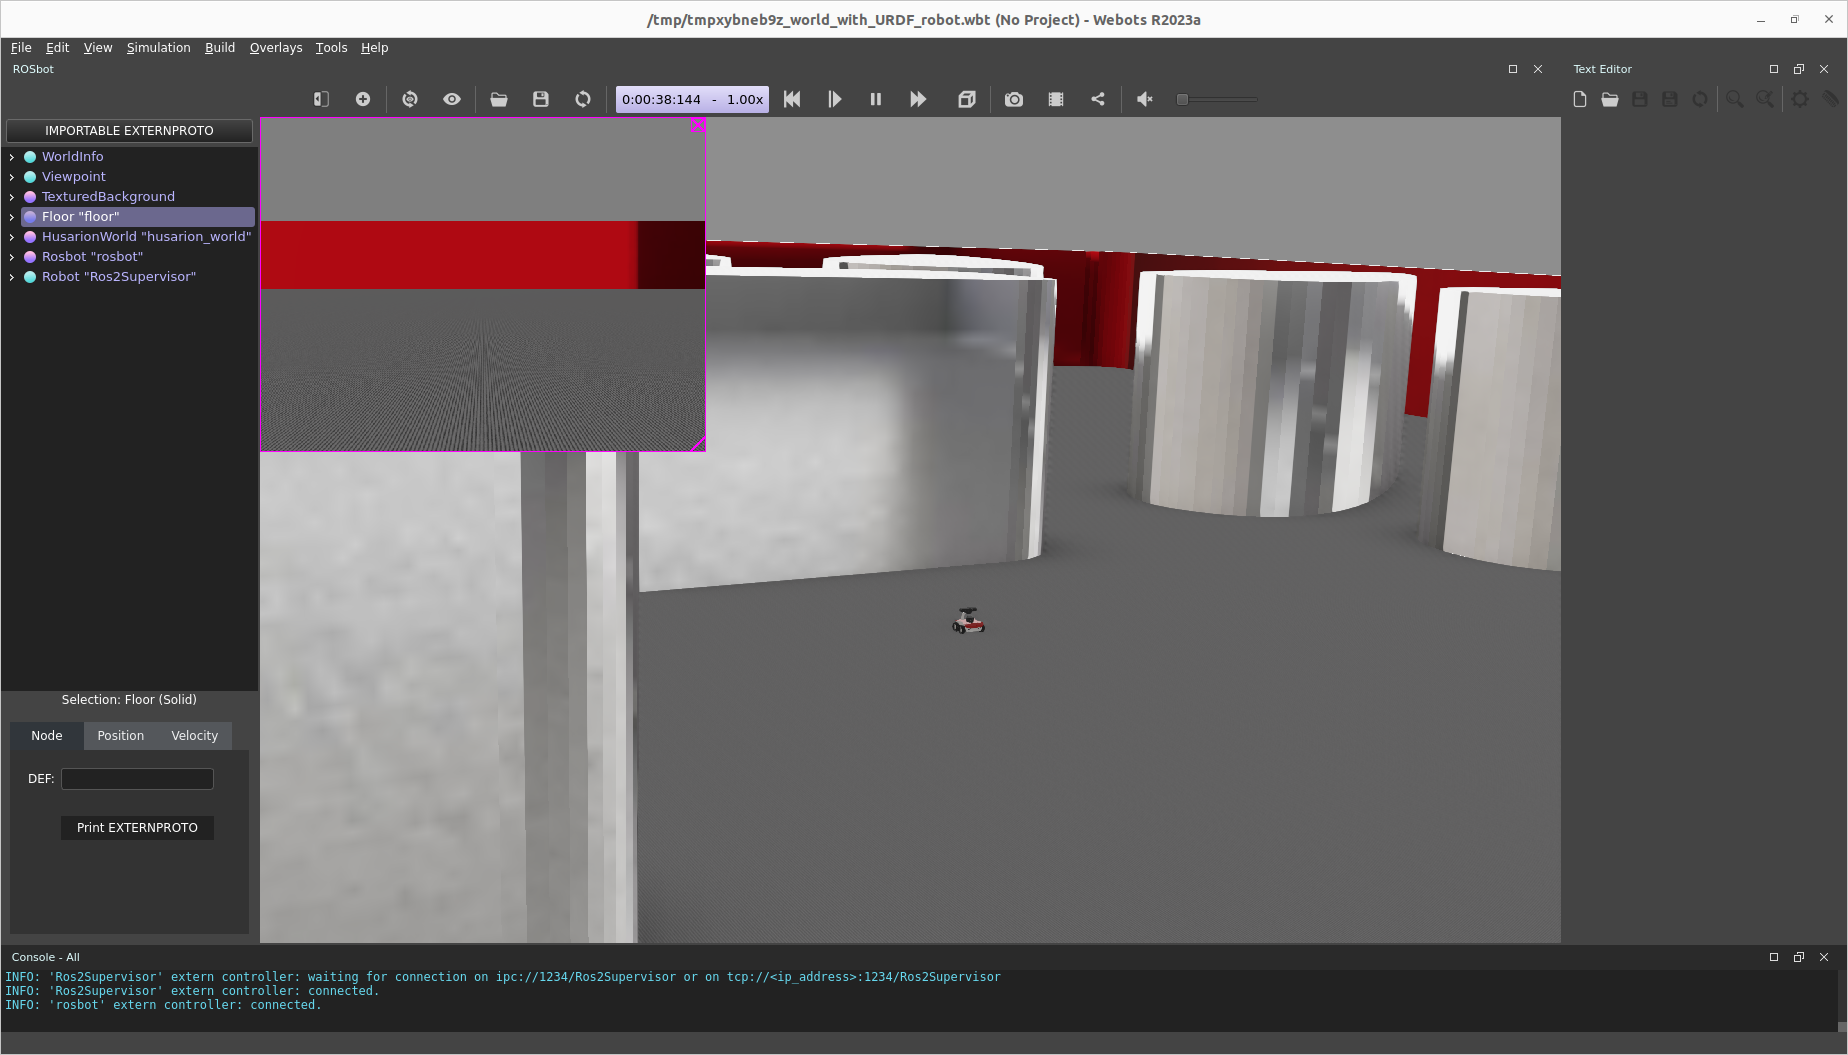 /tmp/tmpxybneb9z_world_with_URDF_robot.wbt (No Project) - Webots R2023a
File Edit View Simulation Build Overlays Tools Help
ROSbot
Text Editor
0:00:38:144 - 1.00x
IMPORTABLE EXTERNPROTO
WorldInfo
Viewpoint
TexturedBackground
Floor "floor"
HusarionWorld "husarion_world"
Rosbot "rosbot"
Robot "Ros2Supervisor"
Selection: Floor (Solid)
Node Position Velocity
DEF:
Print EXTERNPROTO
Console - All
INFO: 'Ros2Supervisor' extern controller: waiting for connection on ipc://1234/Ros2Supervisor or on tcp://<ip_address>:1234/Ros2Supervisor
INFO: 'Ros2Supervisor' extern controller: connected.
INFO: 'rosbot' extern controller: connected.